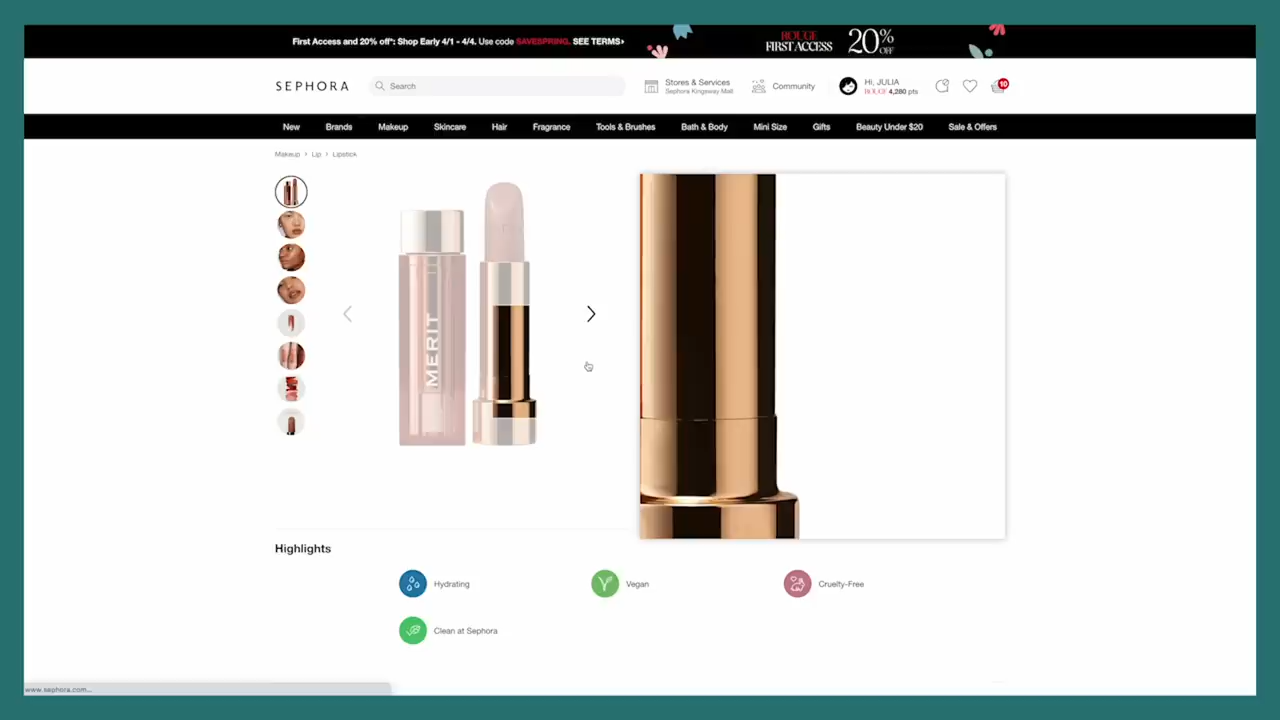 First Access and 20% off*: Shop Early 4/1 - 4/4. Use code SAVESPRING. SEE TERMS▸
ROUGE
FIRST ACCESS
20% OFF
SEPHORA
Search
Stores & Services
Sephora Kingsway Mall
Community
Hi, JULIA
ROUGE 4,280 pts
10
New Brands Makeup Skincare Hair Fragrance Tools & Brushes Bath & Body Mini Size Gifts Beauty Under $20 Sale & Offers
Makeup > Lip > Lipstick
MERIT
Highlights
Hydrating
Vegan
Cruelty-Free
Clean at Sephora
www.sephora.com...